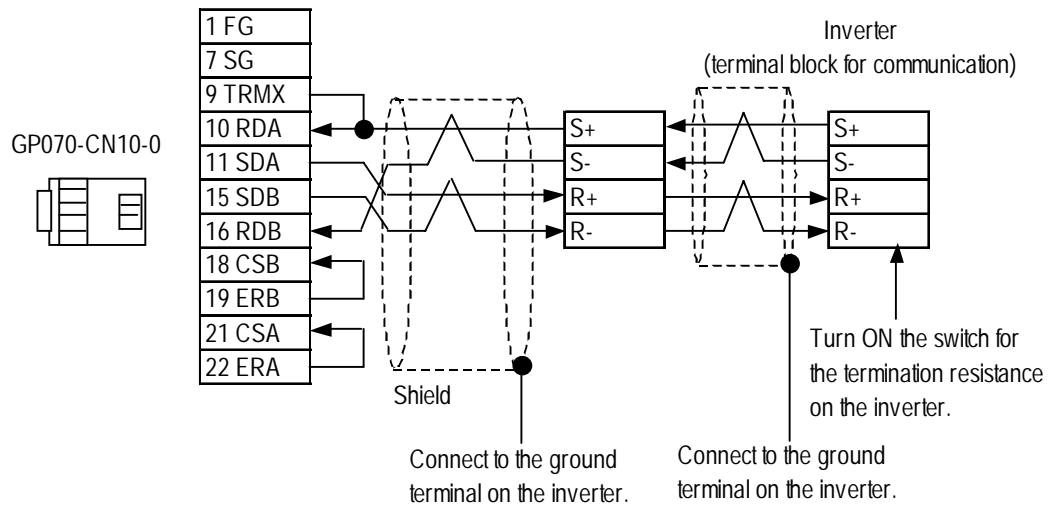 GP070-CN10-0
1 FG
7 SG
9 TRMX
10 RDA
11 SDA
15 SDB
16 RDB
18 CSB
19 ERB
21 CSA
22 ERA
Shield
Connect to the ground
terminal on the inverter.
S+
S-
R+
R-
Inverter
(terminal block for communication)
S+
S-
R+
R-
Turn ON the switch for
the termination resistance
on the inverter.
Connect to the ground
terminal on the inverter.